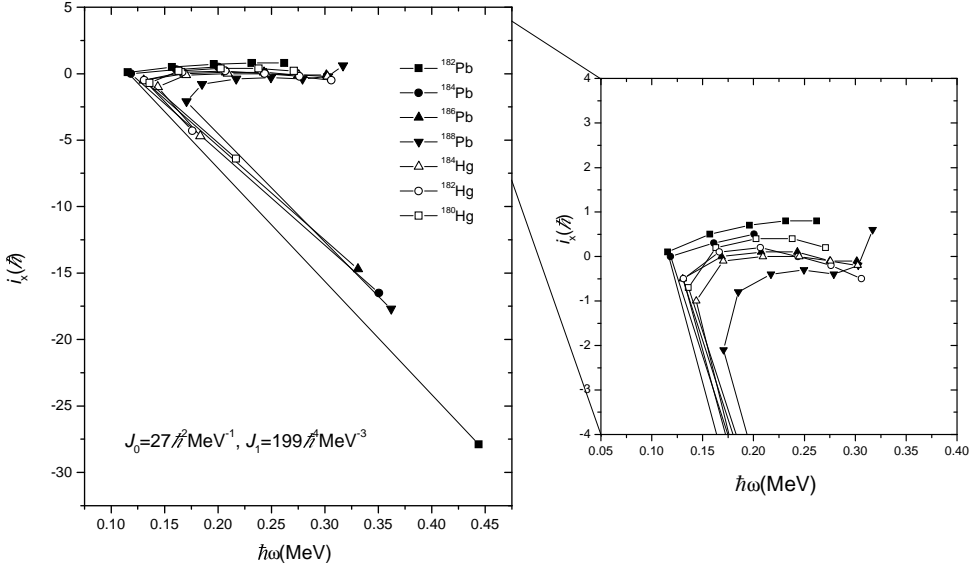 5
0
-5
-10
-15
-20
-25
-30
0.10 0.15 0.20 0.25 0.30 0.35 0.40 0.45
iₓ(ℏ)
ℏω(MeV)
¹⁸²Pb
¹⁸⁴Pb
¹⁸⁶Pb
¹⁸⁸Pb
¹⁸⁴Hg
¹⁸²Hg
¹⁸⁰Hg
J₀=27ℏ²MeV⁻¹, J₁=199ℏ⁴MeV⁻³
4
3
2
1
0
-1
-2
-3
-4
0.05 0.10 0.15 0.20 0.25 0.30 0.35 0.40
iₓ(ℏ)
ℏω(MeV)